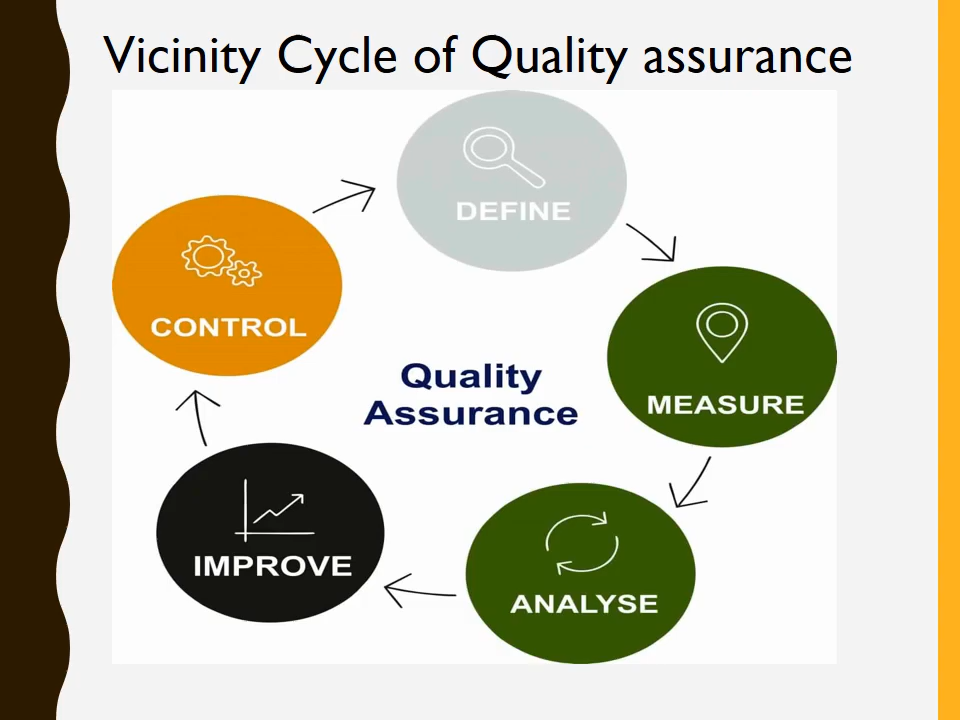 Vicinity Cycle of Quality assurance
DEFINE
MEASURE
ANALYSE
IMPROVE
CONTROL
Quality
Assurance